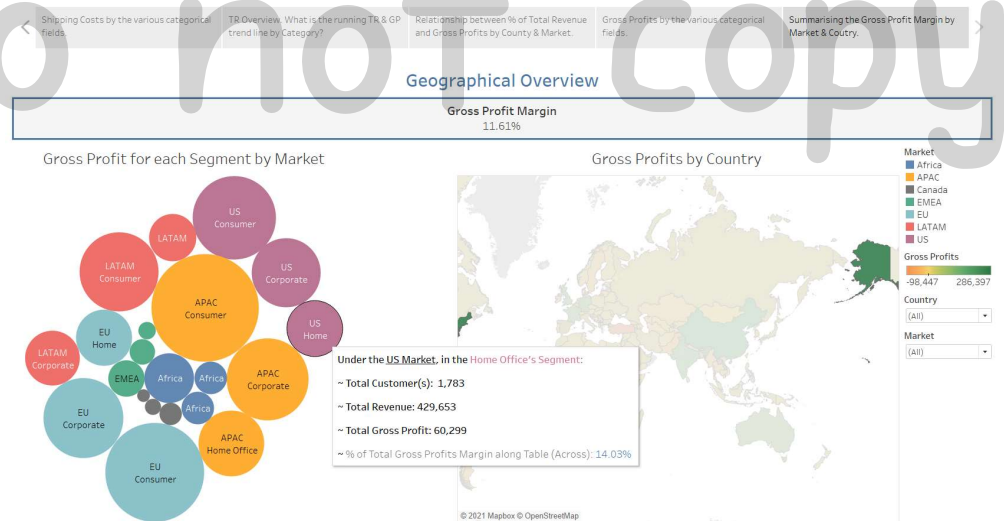 Shipping Costs by the various categorical
fields.
TR Overview. What is the running TR & GP
trend line by Category?
Relationship between % of Total Revenue
and Gross Profits by County & Market.
Gross Profits by the various categorical
fields.
Summarising the Gross Profit Margin by
Market & Coutry.
o not copy
Geographical Overview
Gross Profit Margin
11.61%
Gross Profit for each Segment by Market
US
Consumer
LATAM
LATAM
Consumer
US
Corporate
APAC
Consumer
US
Home
EU
Home
LATAM
Corporate
EMEA
Africa
Africa
APAC
Corporate
Africa
EU
Corporate
APAC
Home Office
EU
Consumer
Under the US Market, in the Home Office's Segment:
~ Total Customer(s): 1,783
~ Total Revenue: 429,653
~ Total Gross Profit: 60,299
~ % of Total Gross Profits Margin along Table (Across): 14.03%
Gross Profits by Country
© 2021 Mapbox © OpenStreetMap
Market
Africa
APAC
Canada
EMEA
EU
LATAM
US
Gross Profits
-98,447 286,397
Country
(All)
Market
(All)